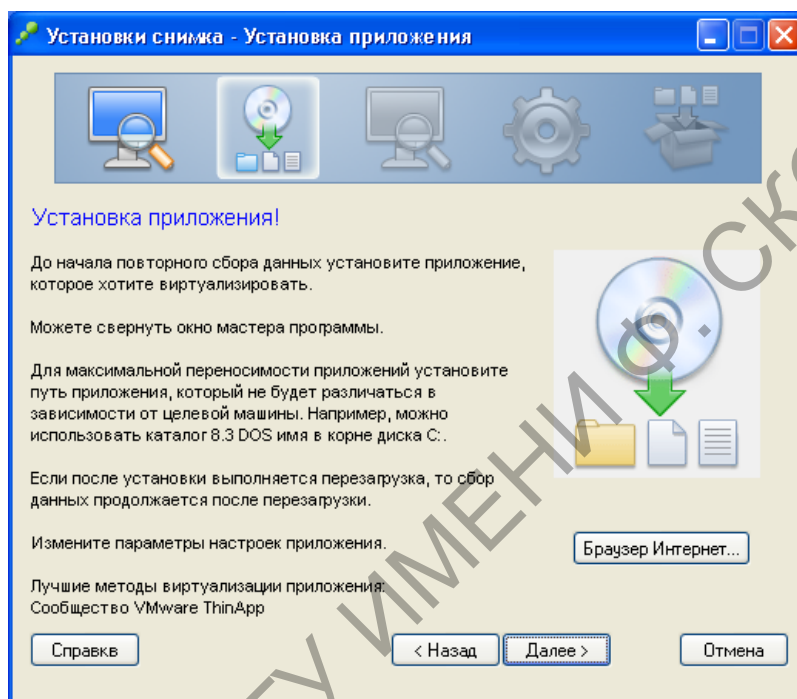 Установки снимка - Установка приложения
Установка приложения!
До начала повторного сбора данных установите приложение,
которое хотите виртуализировать.
Можете свернуть окно мастера программы.
Для максимальной переносимости приложений установите
путь приложения, который не будет различаться в
зависимости от целевой машины. Например, можно
использовать каталог 8.3 DOS имя в корне диска C:.
Если после установки выполняется перезагрузка, то сбор
данных продолжается после перезагрузки.
Измените параметры настроек приложения.
Браузер Интернет...
Лучшие методы виртуализации приложения:
Сообщество VMware ThinApp
Справкв
< Назад
Далее >
Отмена
ГУ ИМЕНИ Ф. СКО